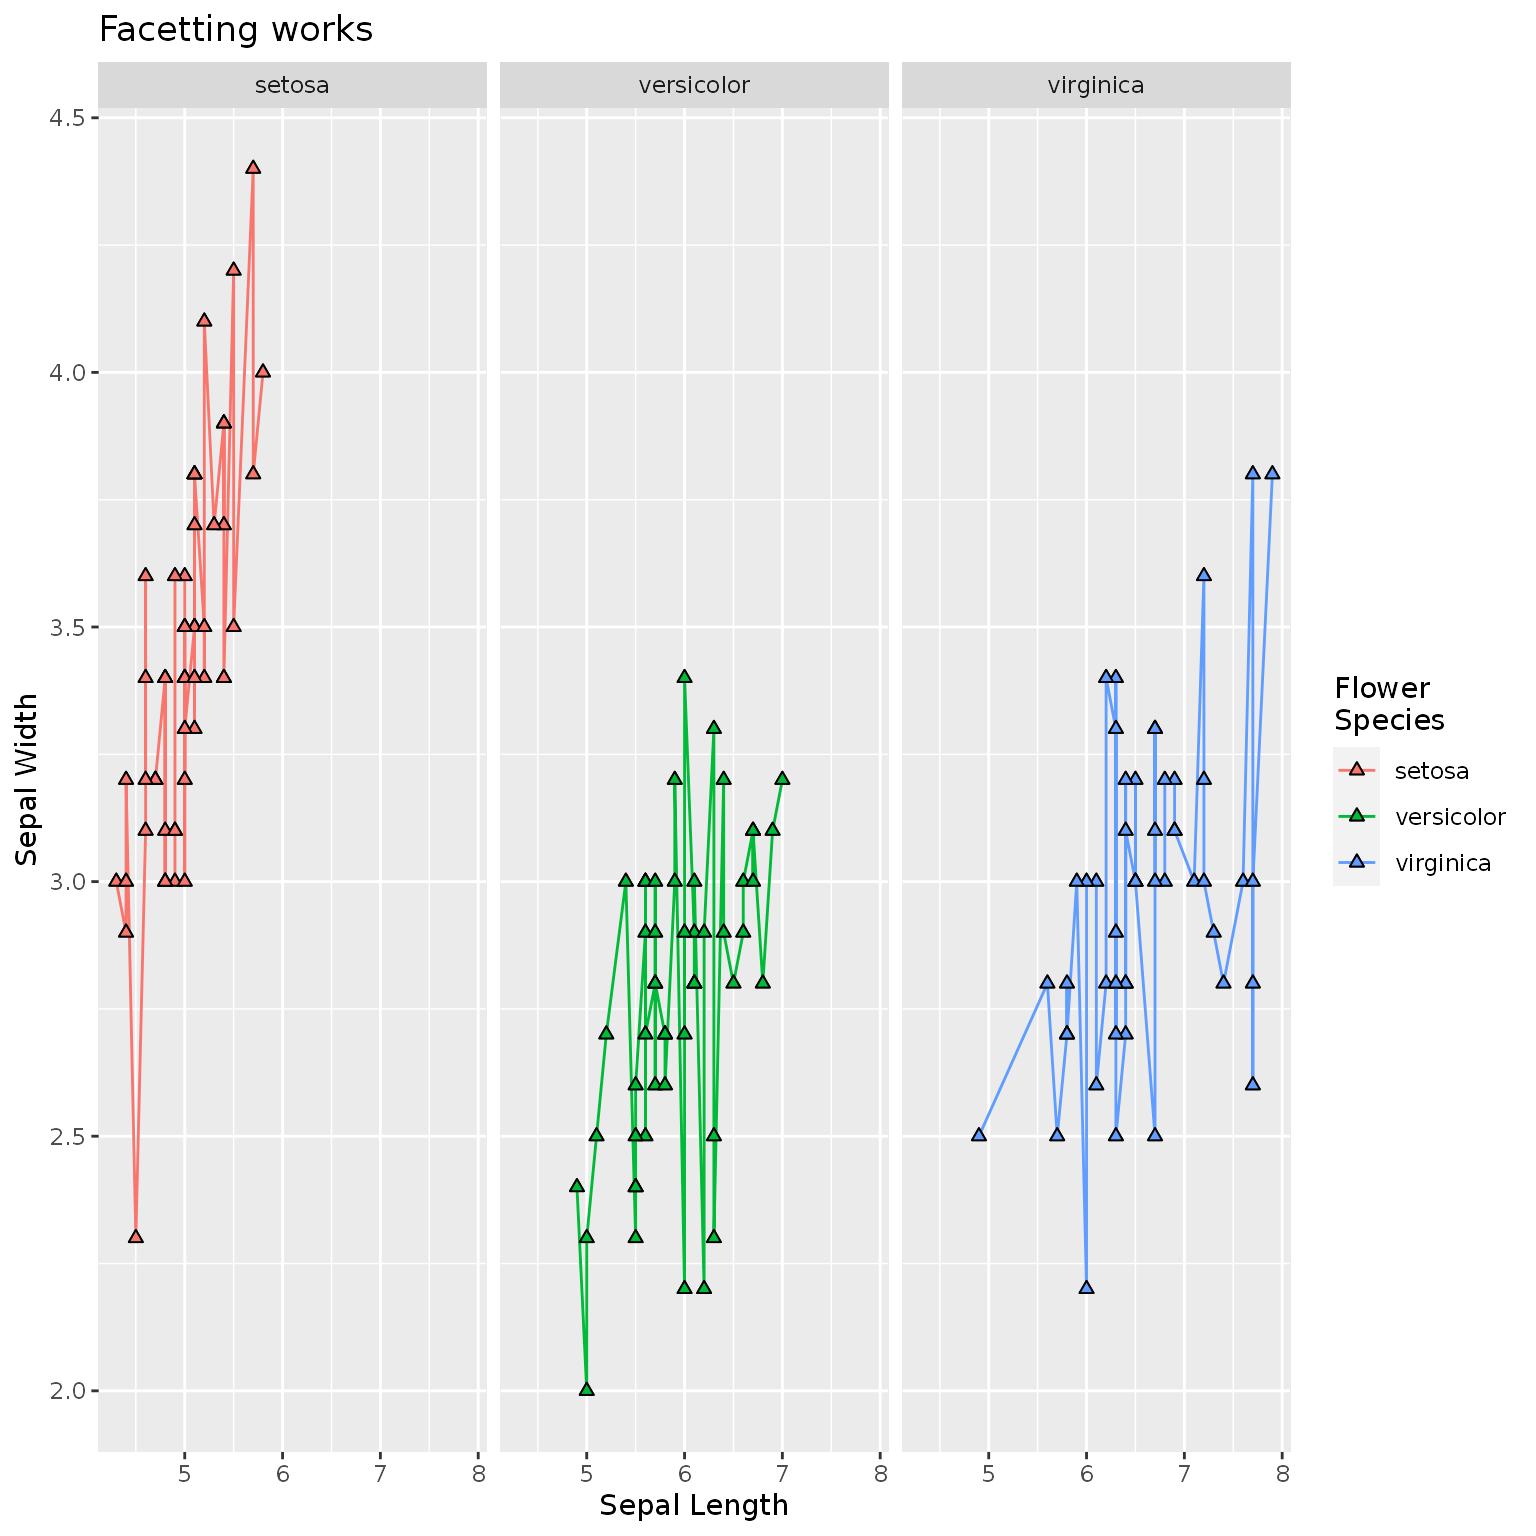 Facetting works
setosa
versicolor
virginica
4.5
4.0
3.5
3.0
2.5
2.0
Sepal Width
5 6 7 8
5 6 7 8
5 6 7 8
Sepal Length
Flower
Species
setosa
versicolor
virginica